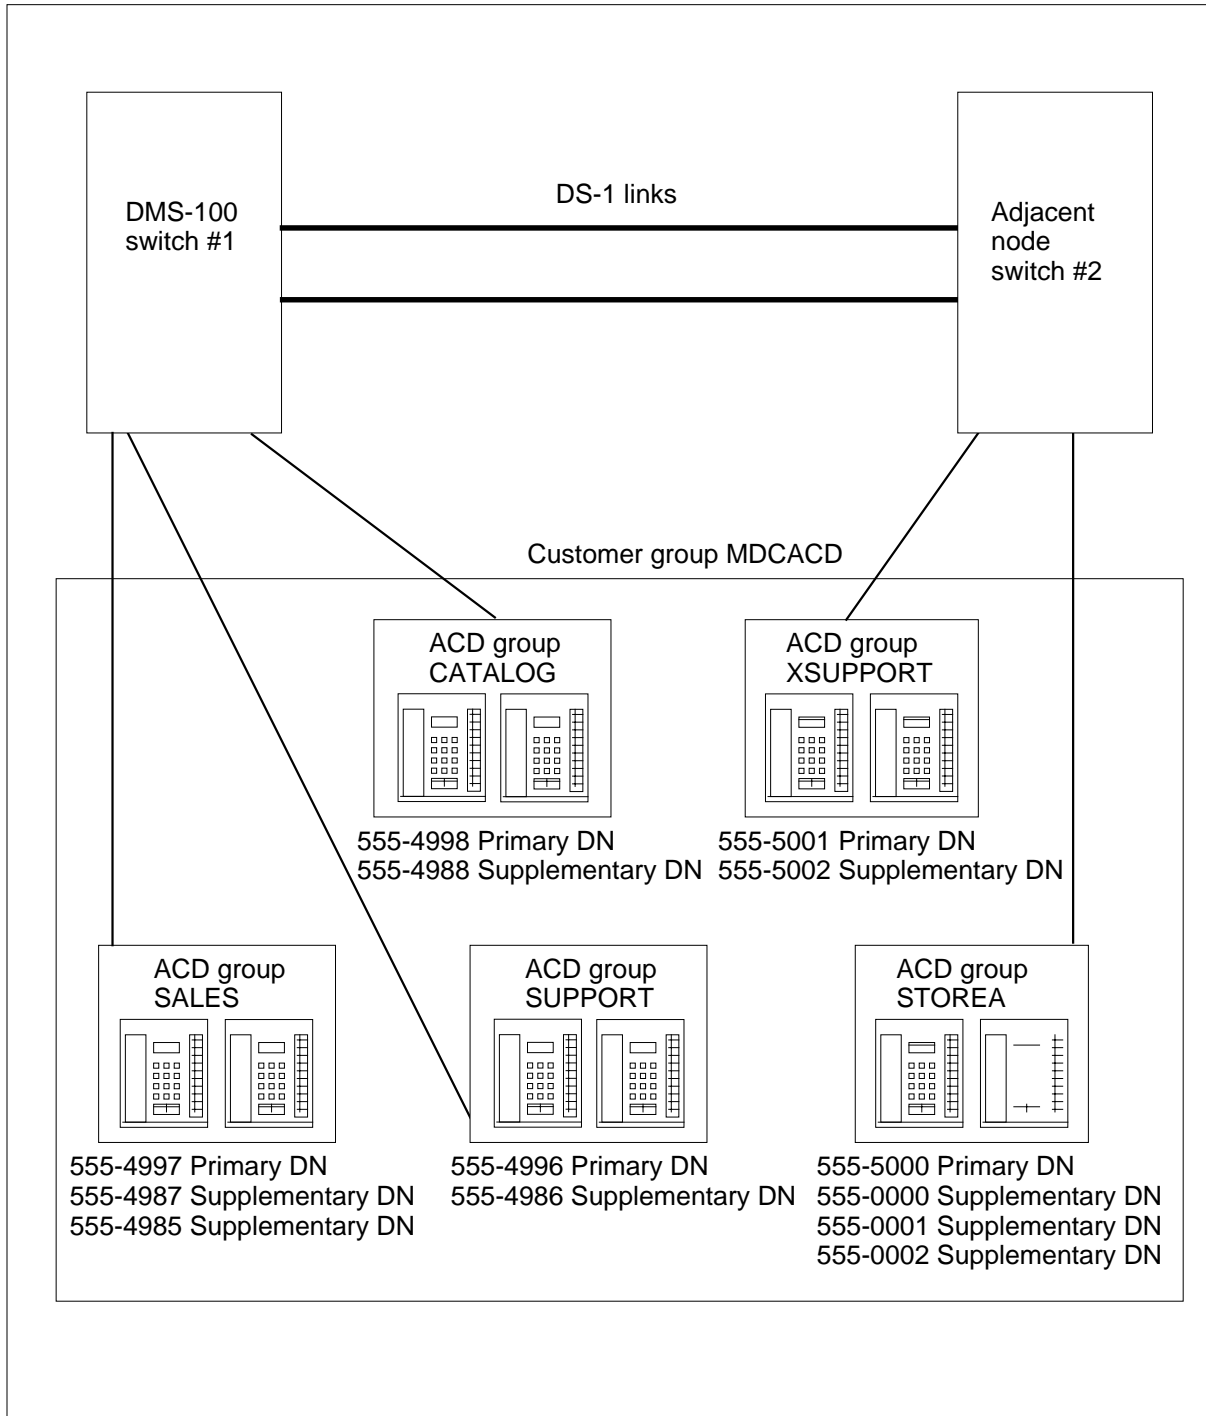 DS-1 links
DMS-100
switch #1
Adjacent
node
switch #2
Customer group MDCACD
ACD group
CATALOG
555-4998 Primary DN
555-4988 Supplementary DN
ACD group
XSUPPORT
555-5001 Primary DN
555-5002 Supplementary DN
ACD group
SALES
555-4997 Primary DN
555-4987 Supplementary DN
555-4985 Supplementary DN
ACD group
SUPPORT
555-4996 Primary DN
555-4986 Supplementary DN
ACD group
STOREA
555-5000 Primary DN
555-0000 Supplementary DN
555-0001 Supplementary DN
555-0002 Supplementary DN